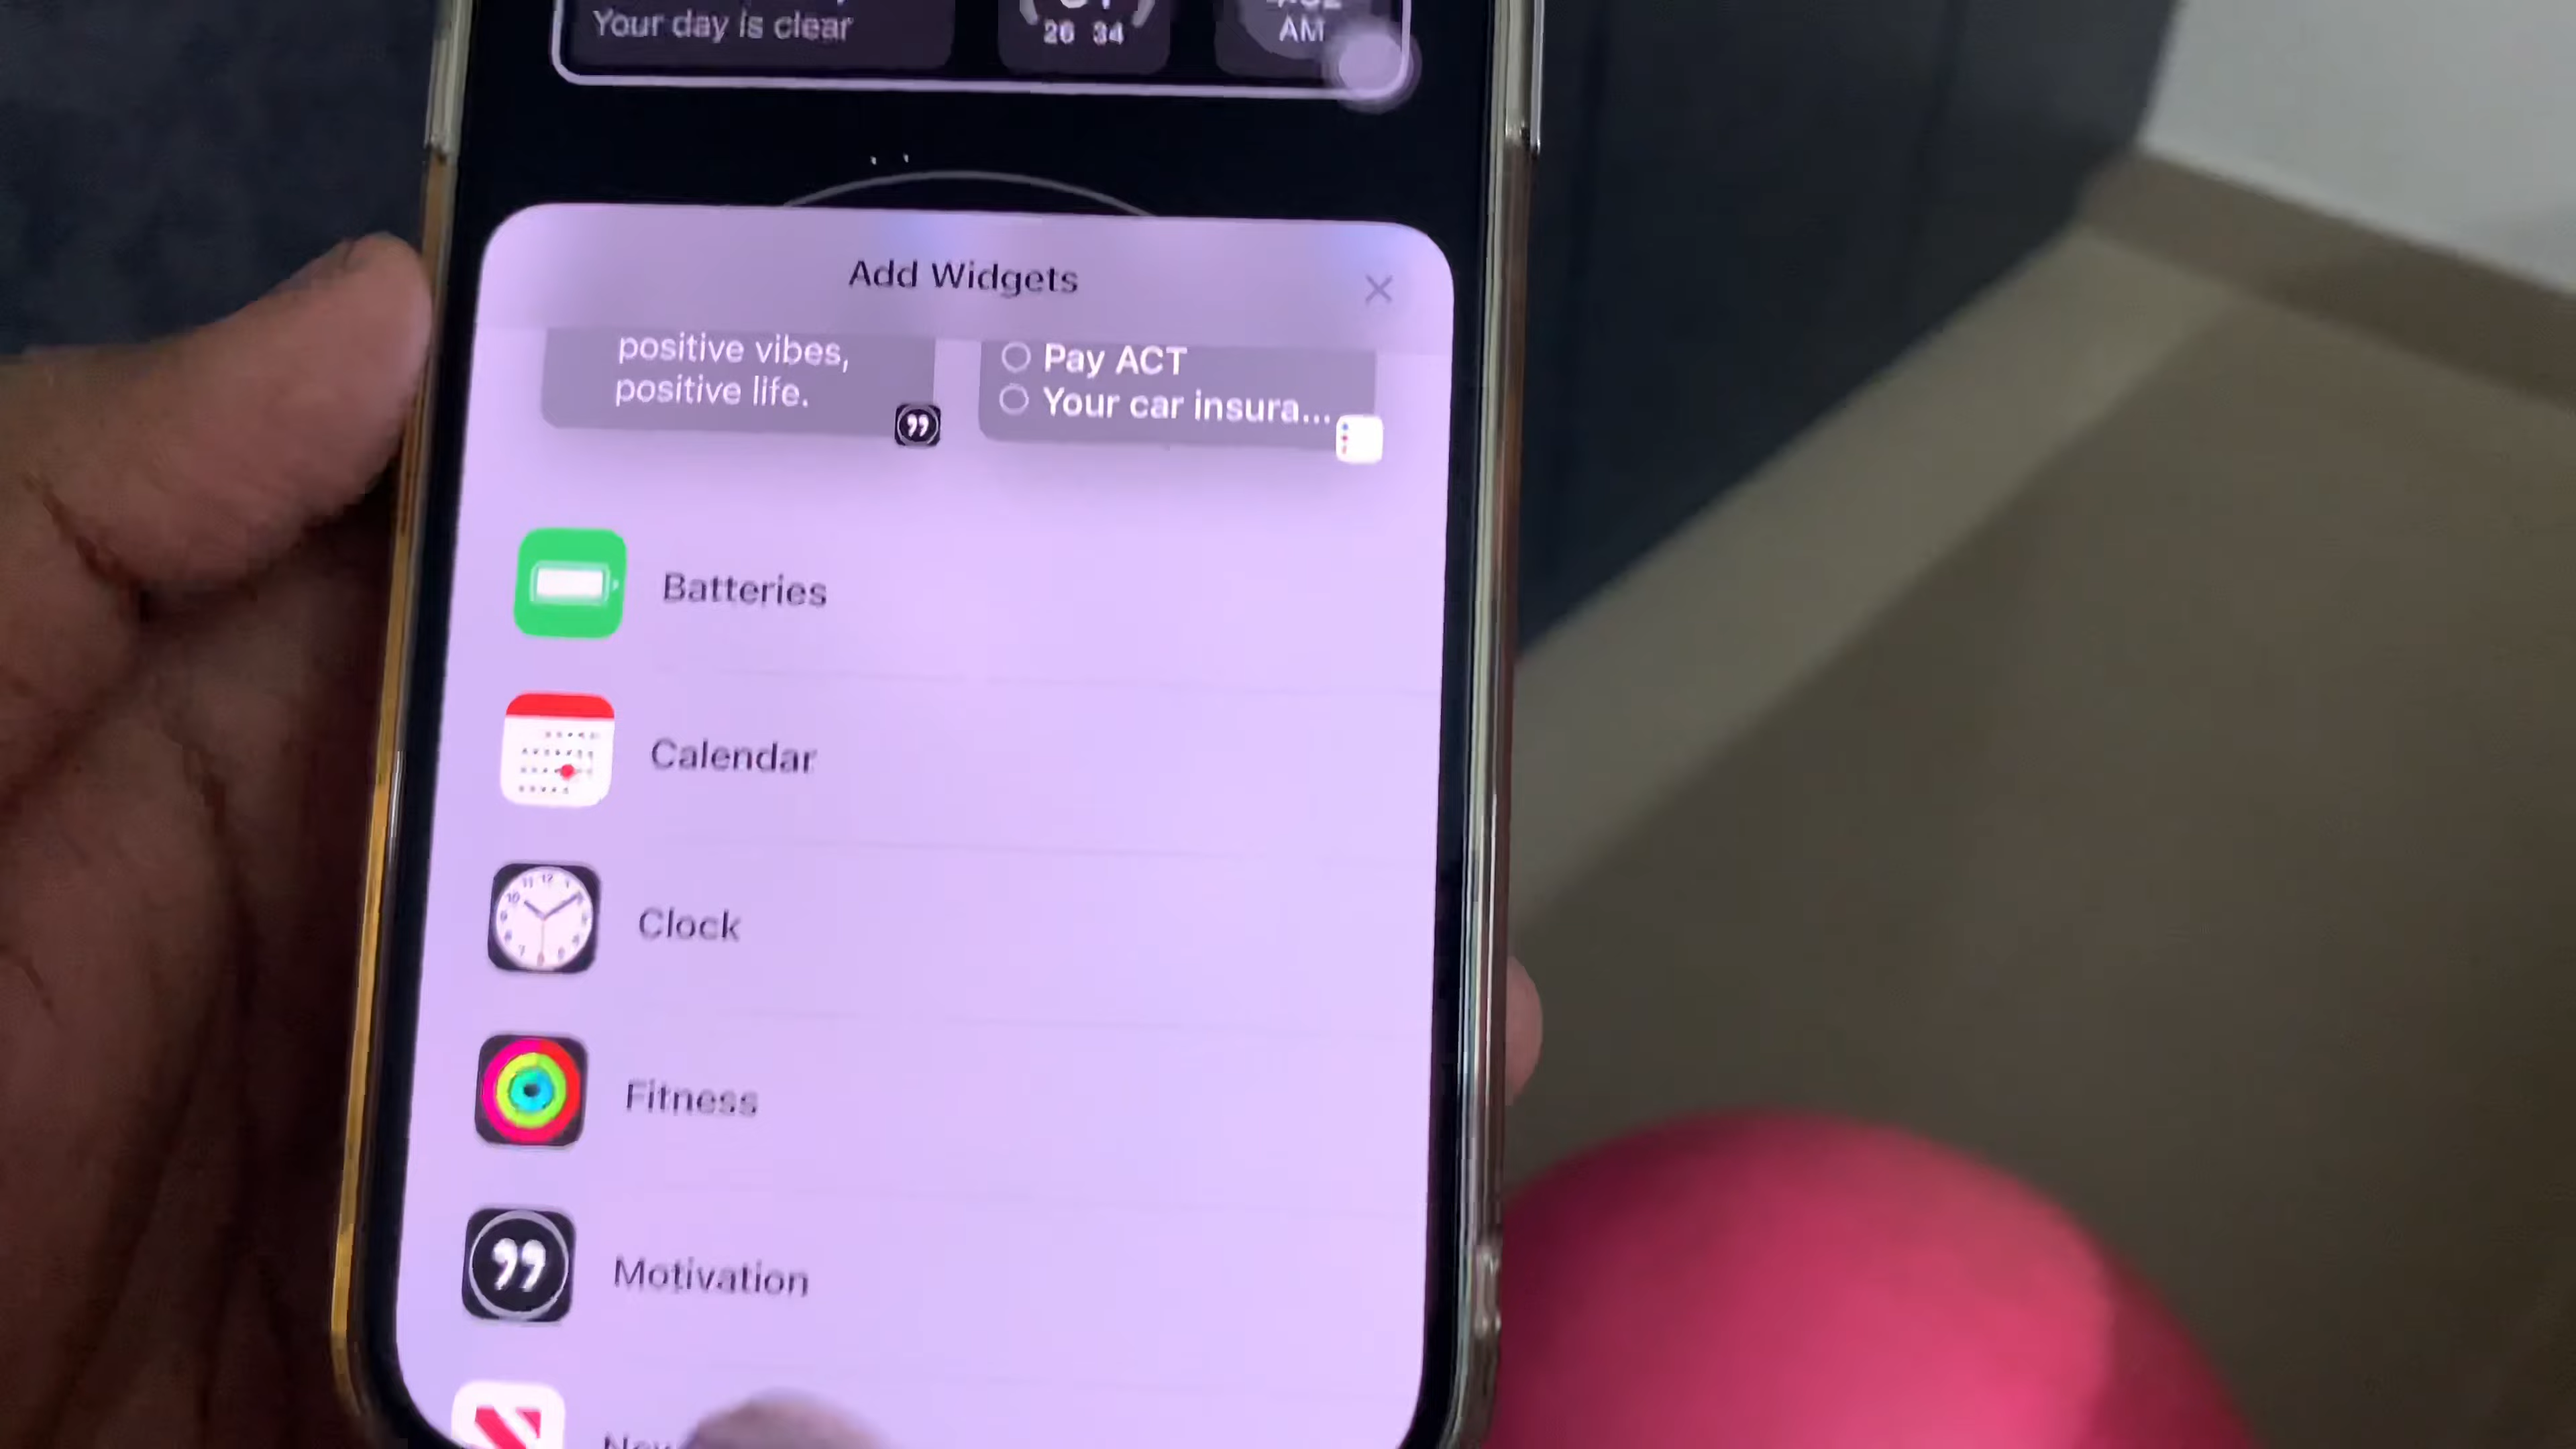 Your day is clear
26 34
AM
Add Widgets
positive vibes,
positive life.
Pay ACT
Your car insura...
Batteries
Calendar
Clock
Fitness
Motivation